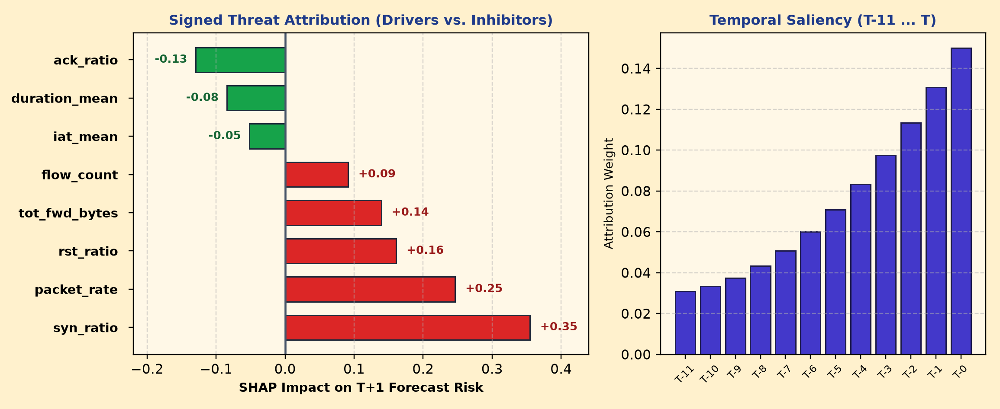 Signed Threat Attribution (Drivers vs. Inhibitors)
ack_ratio
-0.13
duration_mean
-0.08
iat_mean
-0.05
flow_count
+0.09
tot_fwd_bytes
+0.14
rst_ratio
+0.16
packet_rate
+0.25
syn_ratio
+0.35
−0.2 −0.1 0.0 0.1 0.2 0.3 0.4
SHAP Impact on T+1 Forecast Risk
Temporal Saliency (T-11 ... T)
Attribution Weight
0.14
0.12
0.10
0.08
0.06
0.04
0.02
0.00
T-11 T-10 T-9 T-8 T-7 T-6 T-5 T-4 T-3 T-2 T-1 T-0